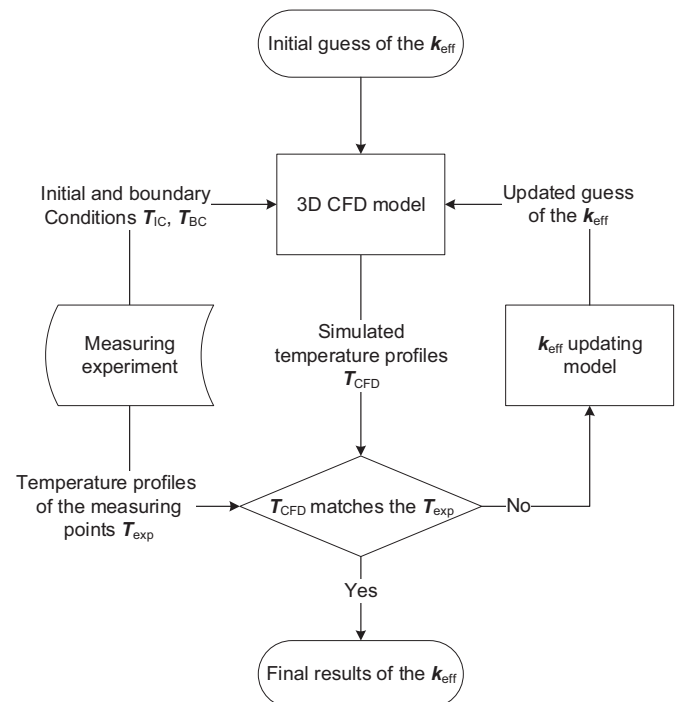 Initial guess of the keff
Initial and boundary
Conditions TIC, TBC
3D CFD model
Updated guess
of the keff
Measuring
experiment
Simulated
temperature profiles
TCFD
keff updating
model
Temperature profiles
of the measuring
points Texp
TCFD matches the Texp
No
Yes
Final results of the keff